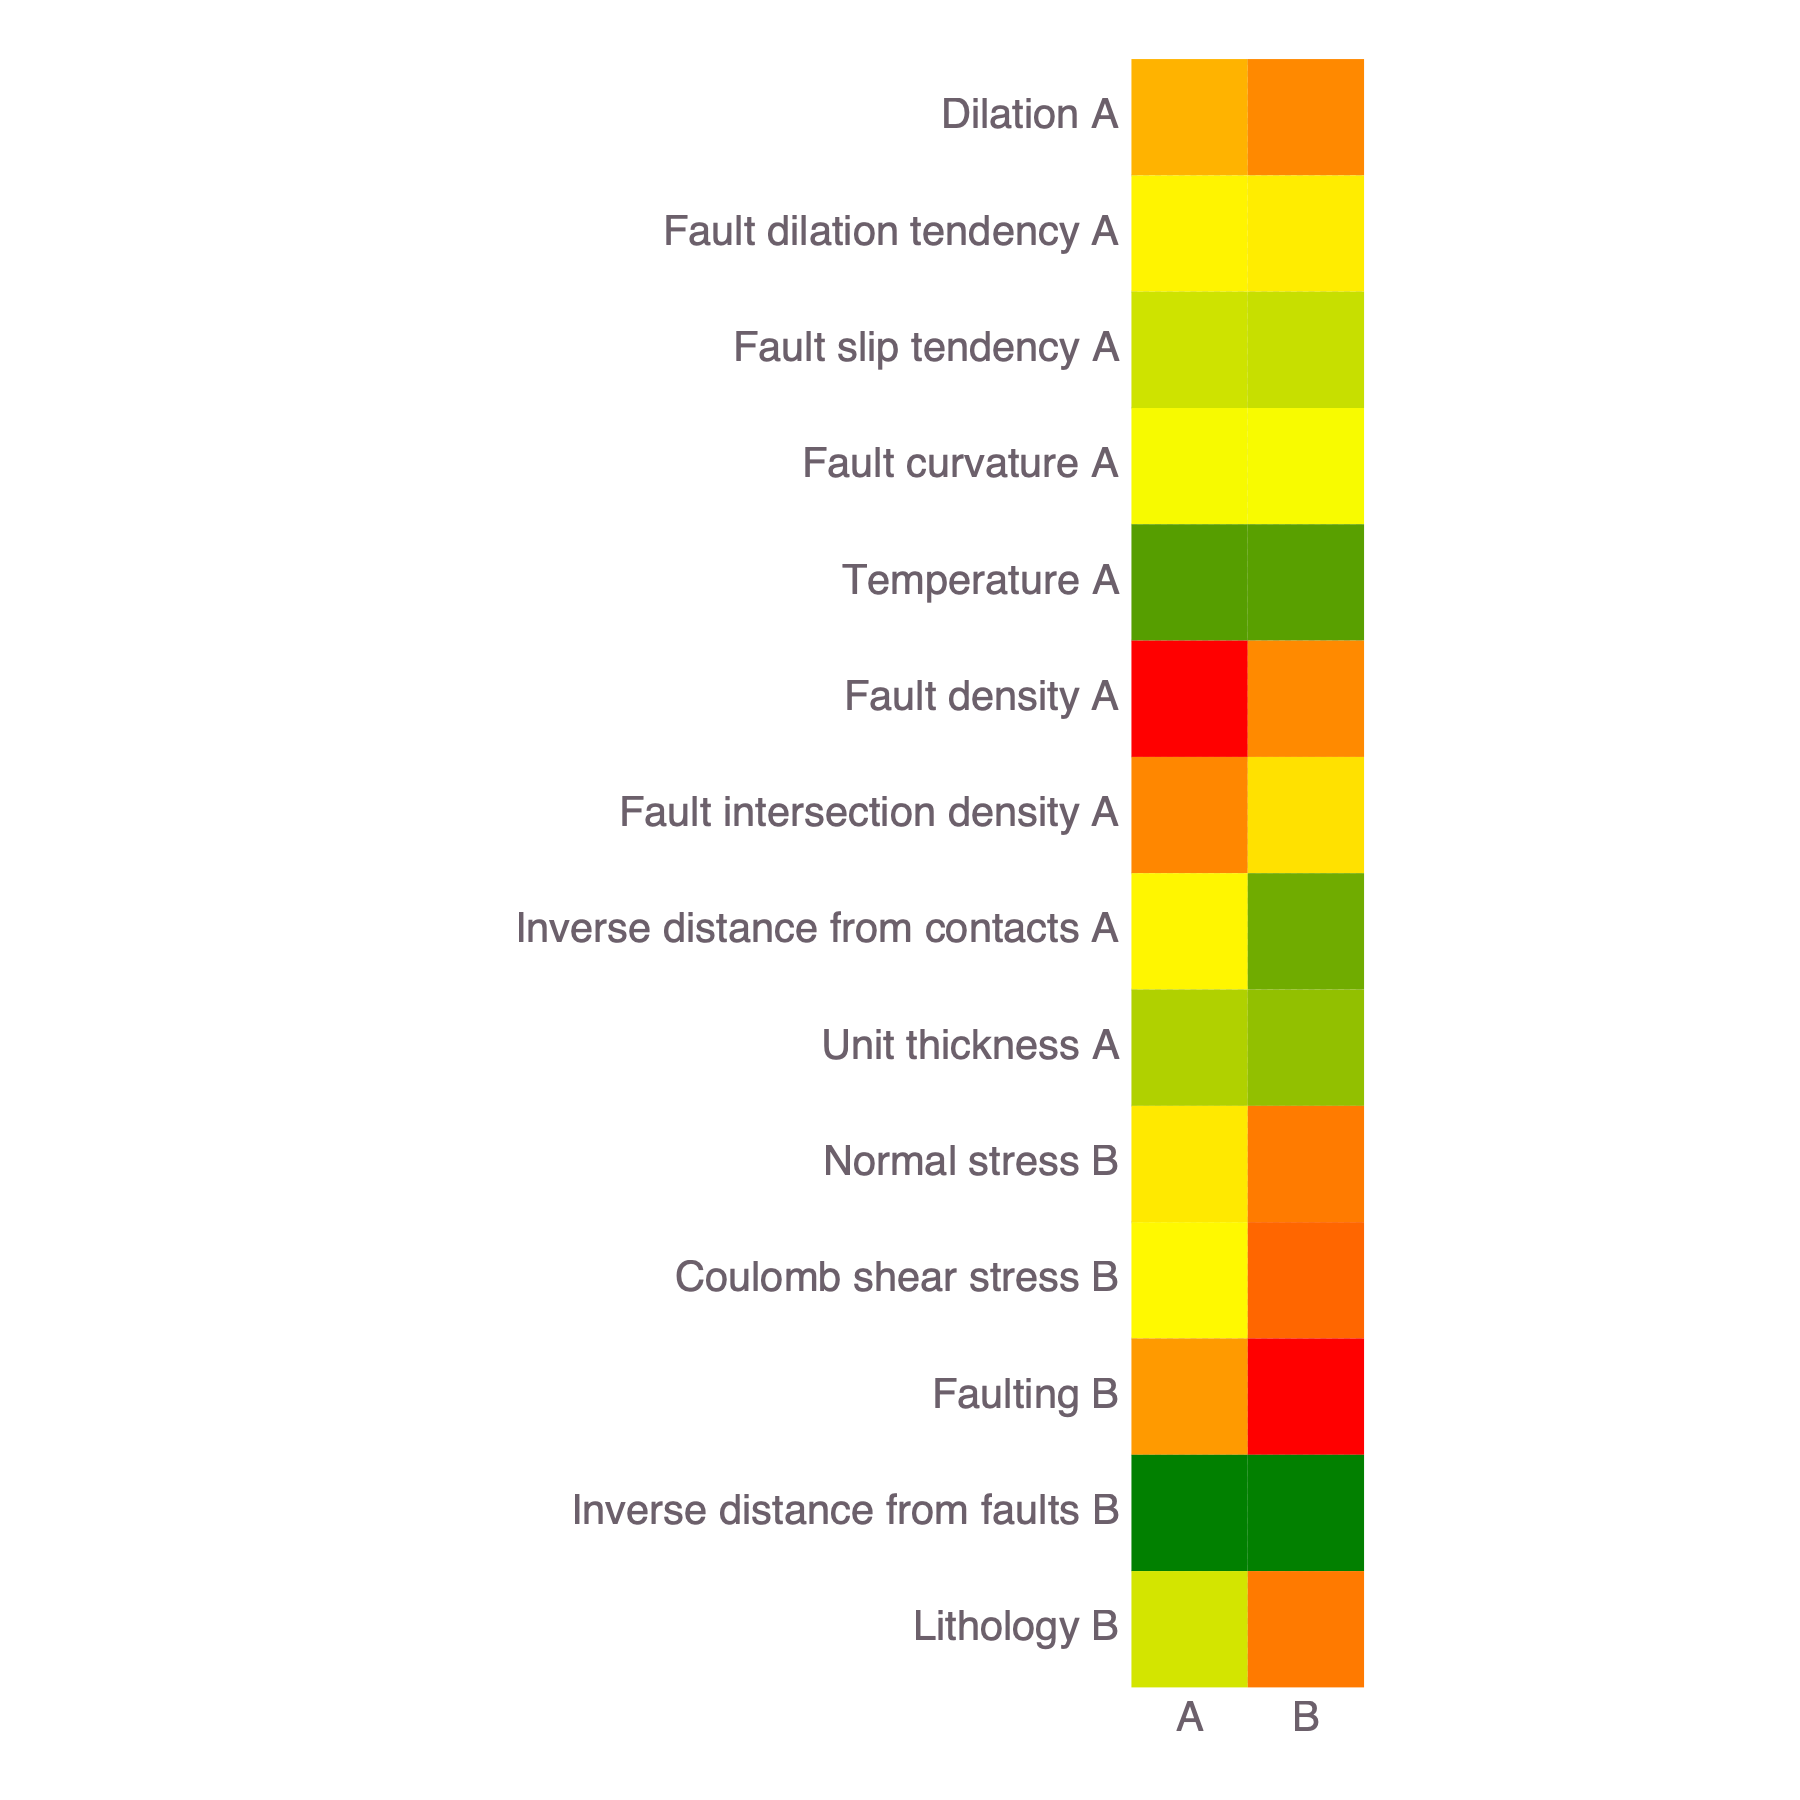 Dilation A
Fault dilation tendency A
Fault slip tendency A
Fault curvature A
Temperature A
Fault density A
Fault intersection density A
Inverse distance from contacts A
Unit thickness A
Normal stress B
Coulomb shear stress B
Faulting B
Inverse distance from faults B
Lithology B
A B